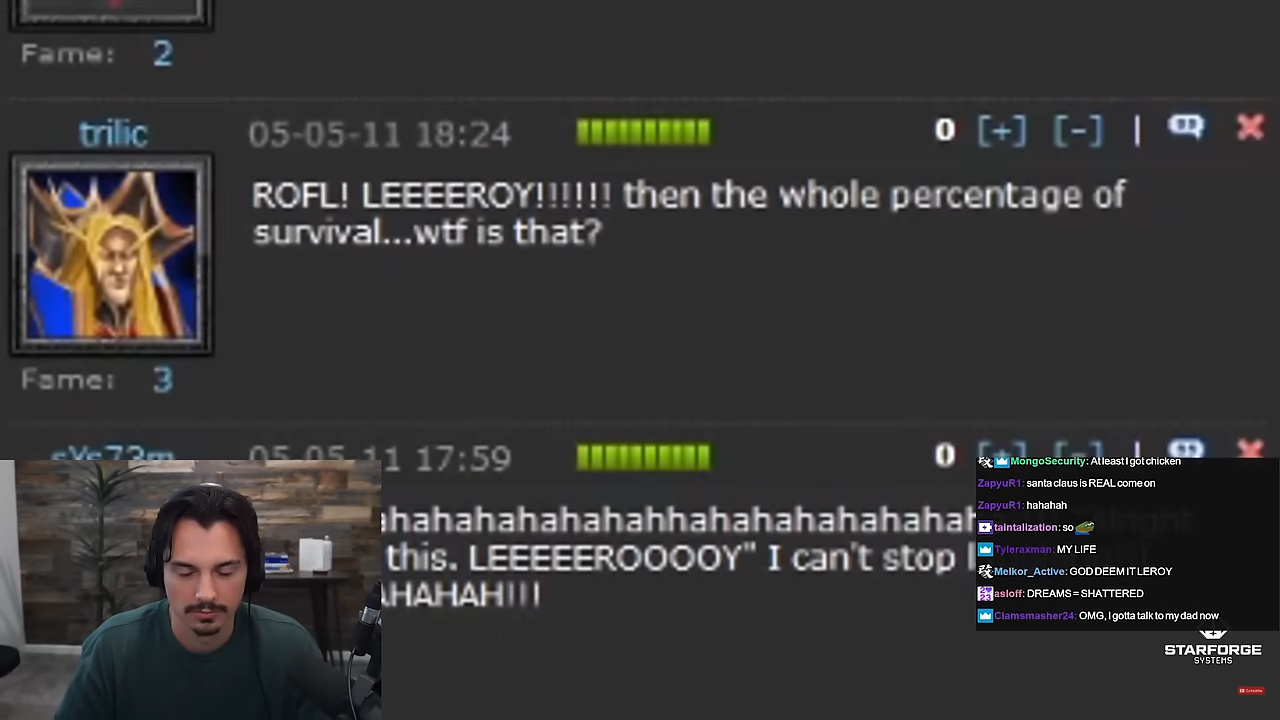 Fame: 2
trilic
05-05-11 18:24
0 [+] [-] |
ROFL! LEEEEROY!!!!!! then the whole percentage of
survival...wtf is that?
Fame: 3
sYs73m
05-05-11 17:59
0 [+] [-] |
ahahahahahahahhahahahahahahah
this. LEEEEEROOOOY" I can't stop
AHAHAH!!!
MongoSecurity: At least I got chicken
ZapyuR1: santa claus is REAL come on
ZapyuR1: hahahah
taintalization: so
Tyleraxman: MY LIFE
Melkor_Active: GOD DEEM IT LEROY
asloff: DREAMS = SHATTERED
Clamsmasher24: OMG, I gotta talk to my dad now
STARFORGE
SYSTEMS